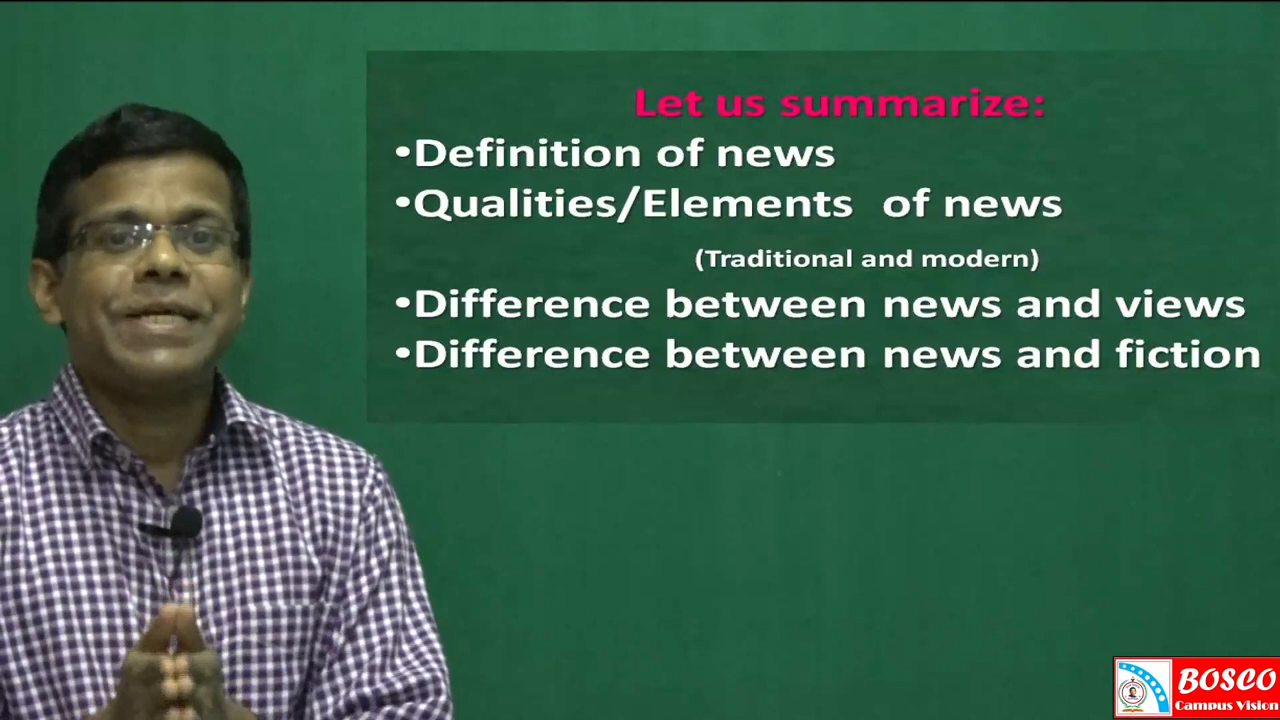 Let us summarize:
•Definition of news
•Qualities/Elements of news
(Traditional and modern)
•Difference between news and views
•Difference between news and fiction
BOSCO
Campus Vision